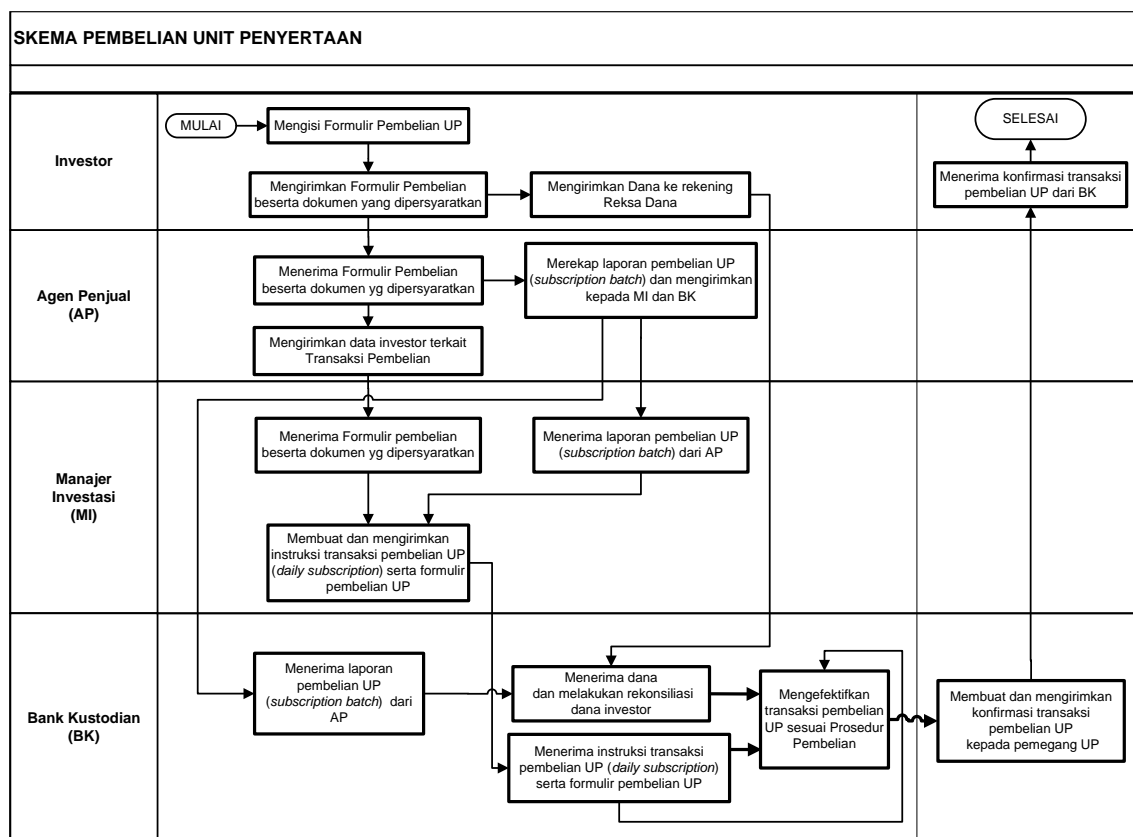 SKEMA PEMBELIAN UNIT PENYERTAAN
Investor
MULAI
Mengisi Formulir Pembelian UP
Mengirimkan Formulir Pembelian
beserta dokumen yang dipersyaratkan
Mengirimkan Dana ke rekening
Reksa Dana
SELESAI
Menerima konfirmasi transaksi
pembelian UP dari BK
Agen Penjual
(AP)
Menerima Formulir Pembelian
beserta dokumen yg dipersyaratkan
Merekap laporan pembelian UP
(subscription batch) dan mengirimkan
kepada MI dan BK
Mengirimkan data investor terkait
Transaksi Pembelian
Manajer
Investasi
(MI)
Menerima Formulir pembelian
beserta dokumen yg dipersyaratkan
Menerima laporan pembelian UP
(subscription batch) dari AP
Membuat dan mengirimkan
instruksi transaksi pembelian UP
(daily subscription) serta formulir
pembelian UP
Bank Kustodian
(BK)
Menerima laporan
pembelian UP
(subscription batch) dari
AP
Menerima dana
dan melakukan rekonsiliasi
dana investor
Menerima instruksi transaksi
pembelian UP (daily subscription)
serta formulir pembelian UP
Mengefektifkan
transaksi pembelian
UP sesuai Prosedur
Pembelian
Membuat dan mengirimkan
konfirmasi transaksi
pembelian UP
kepada pemegang UP